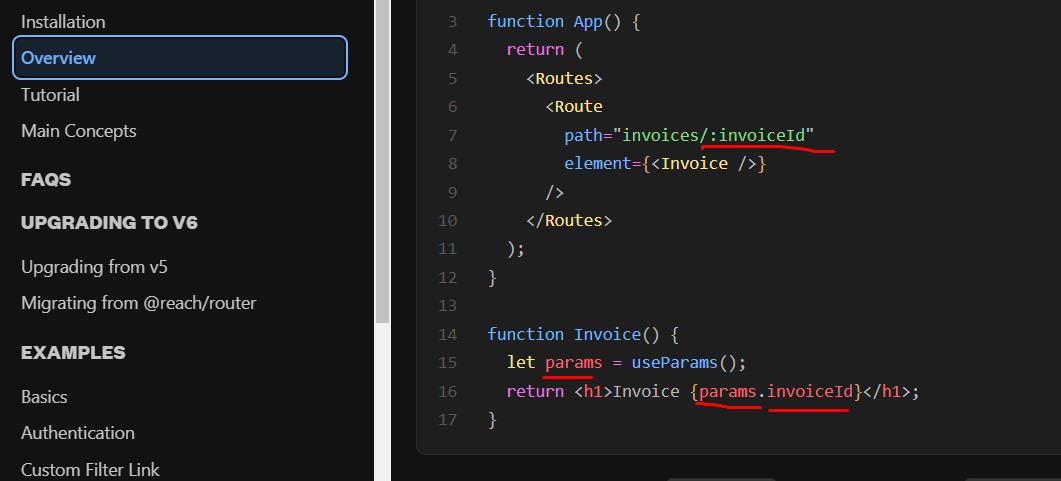 Installation
Overview
Tutorial
Main Concepts
FAQS
UPGRADING TO V6
Upgrading from v5
Migrating from @reach/router
EXAMPLES
Basics
Authentication
Custom Filter Link
3 function App() {
4   return (
5     <Routes>
6       <Route
7         path="invoices/:invoiceId"
8         element={<Invoice />}
9       />
10     </Routes>
11   );
12 }
13
14 function Invoice() {
15   let params = useParams();
16   return <h1>Invoice {params.invoiceId}</h1>;
17 }